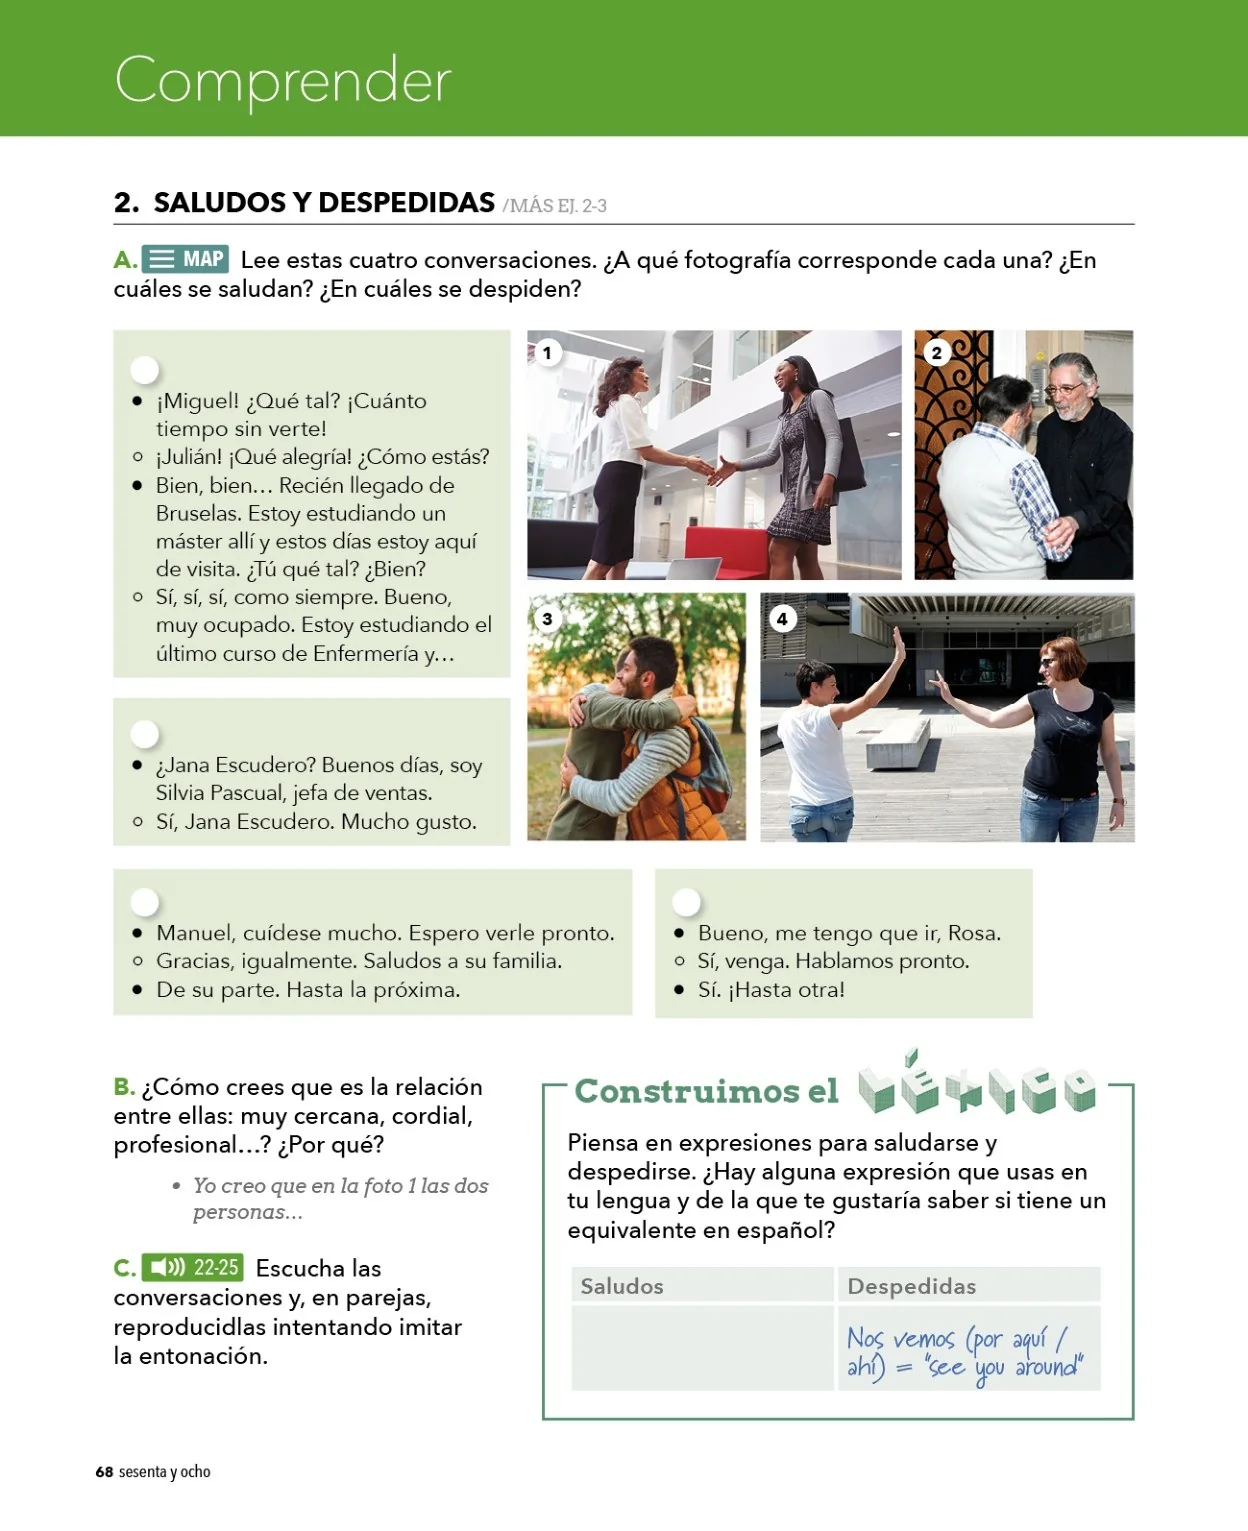 Comprender
2. SALUDOS Y DESPEDIDAS /MÁS EJ. 2-3
A. MAP Lee estas cuatro conversaciones. ¿A qué fotografía corresponde cada una? ¿En
cuáles se saludan? ¿En cuáles se despiden?
● ¡Miguel! ¿Qué tal? ¡Cuánto
tiempo sin verte!
○ ¡Julián! ¡Qué alegría! ¿Cómo estás?
● Bien, bien… Recién llegado de
Bruselas. Estoy estudiando un
máster allí y estos días estoy aquí
de visita. ¿Tú qué tal? ¿Bien?
○ Sí, sí, sí, como siempre. Bueno,
muy ocupado. Estoy estudiando el
último curso de Enfermería y…
1
2
3
4
● ¿Jana Escudero? Buenos días, soy
Silvia Pascual, jefa de ventas.
○ Sí, Jana Escudero. Mucho gusto.
● Manuel, cuídese mucho. Espero verle pronto.
○ Gracias, igualmente. Saludos a su familia.
● De su parte. Hasta la próxima.
● Bueno, me tengo que ir, Rosa.
○ Sí, venga. Hablamos pronto.
● Sí. ¡Hasta otra!
B. ¿Cómo crees que es la relación
entre ellas: muy cercana, cordial,
profesional…? ¿Por qué?
• Yo creo que en la foto 1 las dos
personas…
C. 22-25 Escucha las
conversaciones y, en parejas,
reproducidlas intentando imitar
la entonación.
Construimos el LÉXICO
Piensa en expresiones para saludarse y
despedirse. ¿Hay alguna expresión que usas en
tu lengua y de la que te gustaría saber si tiene un
equivalente en español?
Saludos
Despedidas
Nos vemos (por aquí /
ahí) = "see you around"
68 sesenta y ocho